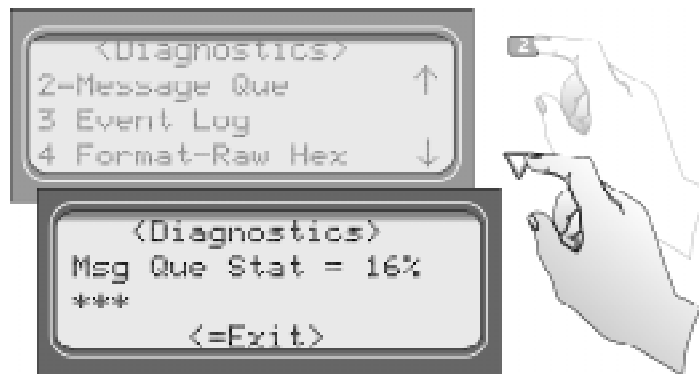 <Diagnostics>
2-Message Que ↑
3 Event Log
4 Format-Raw Hex ↓
2
<Diagnostics>
Msg Que Stat = 16%
***
<=Exit>